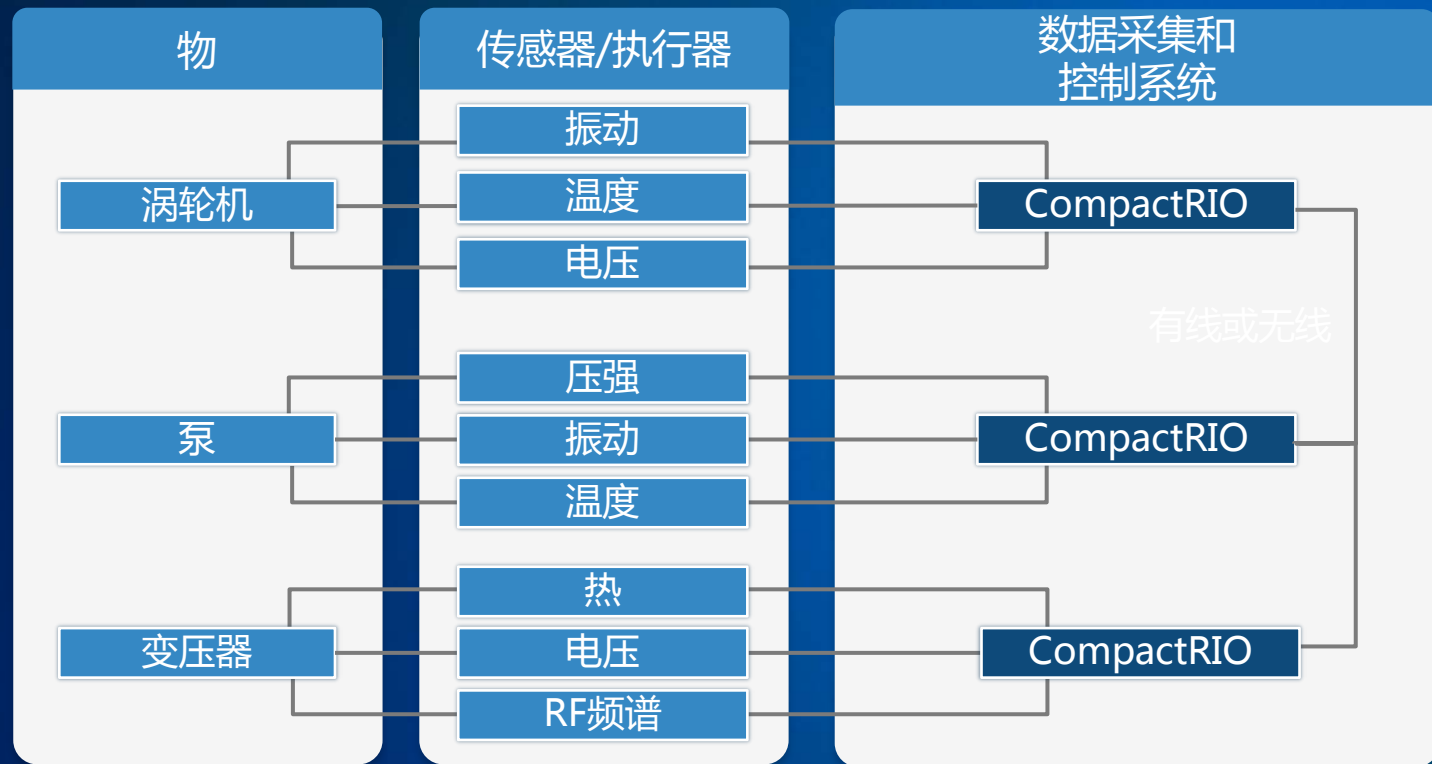 物
传感器/执行器
数据采集和
控制系统
振动
涡轮机
温度
CompactRIO
电压
有线或无线
压强
泵
振动
CompactRIO
温度
热
变压器
电压
CompactRIO
RF频谱